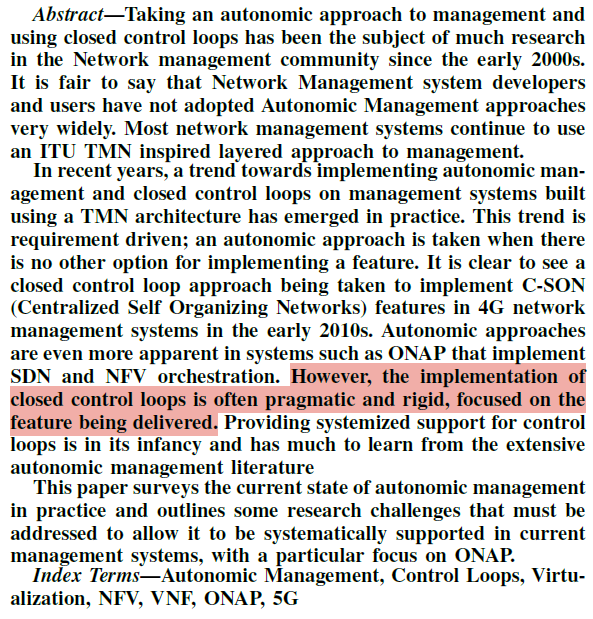 Abstract—Taking an autonomic approach to management and
using closed control loops has been the subject of much research
in the Network management community since the early 2000s.
It is fair to say that Network Management system developers
and users have not adopted Autonomic Management approaches
very widely. Most network management systems continue to use
an ITU TMN inspired layered approach to management.
In recent years, a trend towards implementing autonomic man-
agement and closed control loops on management systems built
using a TMN architecture has emerged in practice. This trend is
requirement driven; an autonomic approach is taken when there
is no other option for implementing a feature. It is clear to see a
closed control loop approach being taken to implement C-SON
(Centralized Self Organizing Networks) features in 4G network
management systems in the early 2010s. Autonomic approaches
are even more apparent in systems such as ONAP that implement
SDN and NFV orchestration. However, the implementation of
closed control loops is often pragmatic and rigid, focused on the
feature being delivered. Providing systemized support for control
loops is in its infancy and has much to learn from the extensive
autonomic management literature
This paper surveys the current state of autonomic management
in practice and outlines some research challenges that must be
addressed to allow it to be systematically supported in current
management systems, with a particular focus on ONAP.
Index Terms—Autonomic Management, Control Loops, Virtu-
alization, NFV, VNF, ONAP, 5G